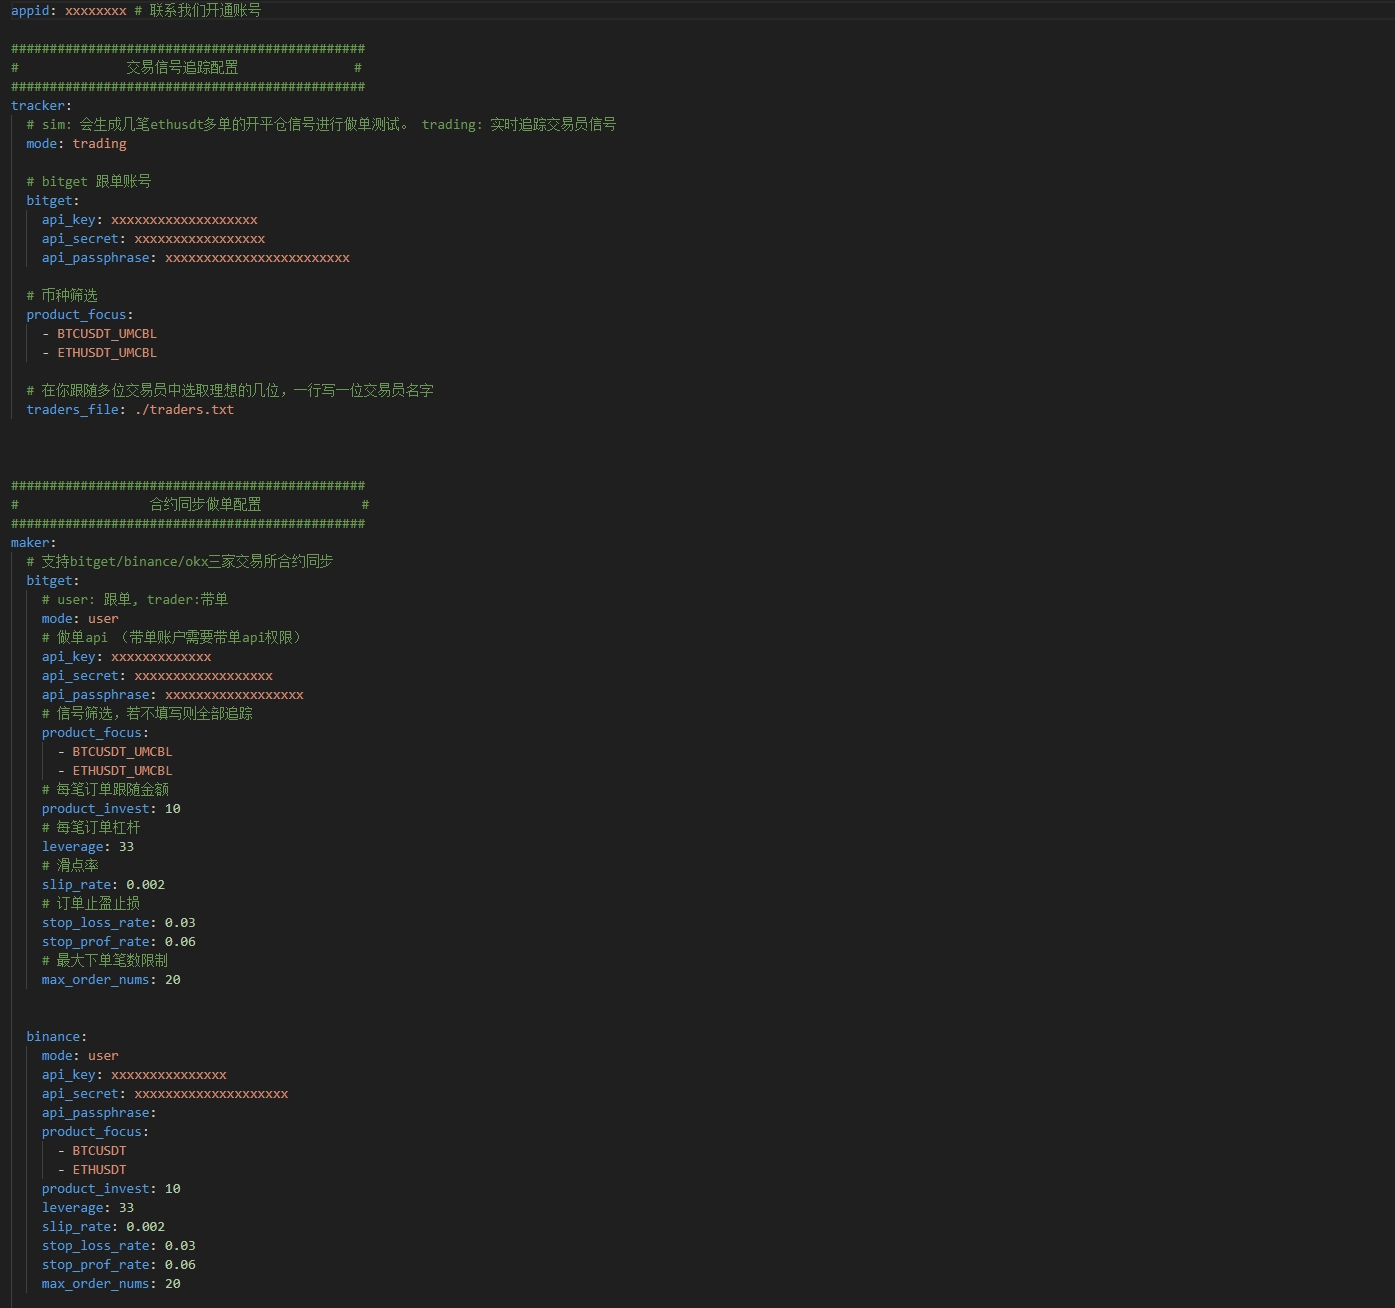 appid: xxxxxxxx # 联系我们开通账号
##############################################
# 交易信号追踪配置 #
##############################################
tracker:
# sim: 会生成几笔ethusdt多单的开平仓信号进行做单测试。 trading: 实时追踪交易员信号
mode: trading
# bitget 跟单账号
bitget:
api_key: xxxxxxxxxxxxxxxxxxx
api_secret: xxxxxxxxxxxxxxxxx
api_passphrase: xxxxxxxxxxxxxxxxxxxxxxxx
# 币种筛选
product_focus:
- BTCUSDT_UMCBL
- ETHUSDT_UMCBL
# 在你跟随多位交易员中选取理想的几位，一行写一位交易员名字
traders_file: ./traders.txt
##############################################
# 合约同步做单配置 #
##############################################
maker:
# 支持bitget/binance/okx三家交易所合约同步
bitget:
# user: 跟单, trader:带单
mode: user
# 做单api （带单账户需要带单api权限）
api_key: xxxxxxxxxxxxx
api_secret: xxxxxxxxxxxxxxxxxx
api_passphrase: xxxxxxxxxxxxxxxxxx
# 信号筛选，若不填写则全部追踪
product_focus:
- BTCUSDT_UMCBL
- ETHUSDT_UMCBL
# 每笔订单跟随金额
product_invest: 10
# 每笔订单杠杆
leverage: 33
# 滑点率
slip_rate: 0.002
# 订单止盈止损
stop_loss_rate: 0.03
stop_prof_rate: 0.06
# 最大下单笔数限制
max_order_nums: 20
binance:
mode: user
api_key: xxxxxxxxxxxxxxx
api_secret: xxxxxxxxxxxxxxxxxxxx
api_passphrase:
product_focus:
- BTCUSDT
- ETHUSDT
product_invest: 10
leverage: 33
slip_rate: 0.002
stop_loss_rate: 0.03
stop_prof_rate: 0.06
max_order_nums: 20